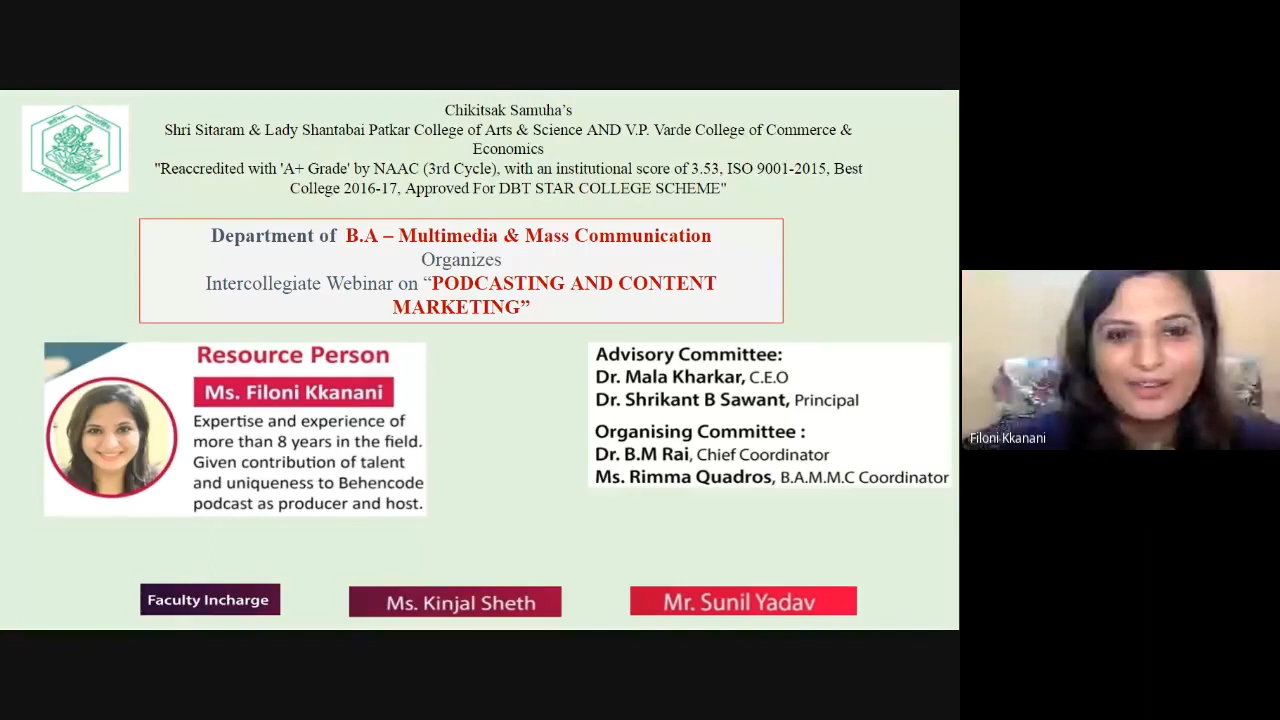 Chikitsak Samuha's
Shri Sitaram & Lady Shantabai Patkar College of Arts & Science AND V.P. Varde College of Commerce &
Economics
"Reaccredited with 'A+ Grade' by NAAC (3rd Cycle), with an institutional score of 3.53, ISO 9001-2015, Best
College 2016-17, Approved For DBT STAR COLLEGE SCHEME"
Department of B.A – Multimedia & Mass Communication
Organizes
Intercollegiate Webinar on “PODCASTING AND CONTENT
MARKETING”
Resource Person
Ms. Filoni Kkanani
Expertise and experience of
more than 8 years in the field.
Given contribution of talent
and uniqueness to Behencode
podcast as producer and host.
Advisory Committee:
Dr. Mala Kharkar, C.E.O
Dr. Shrikant B Sawant, Principal
Organising Committee :
Dr. B.M Rai, Chief Coordinator
Ms. Rimma Quadros, B.A.M.M.C Coordinator
Faculty Incharge
Ms. Kinjal Sheth
Mr. Sunil Yadav
Filoni Kkanani